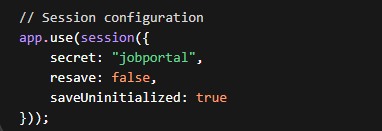 // Session configuration
app.use(session({
    secret: "jobportal",
    resave: false,
    saveUninitialized: true
}));